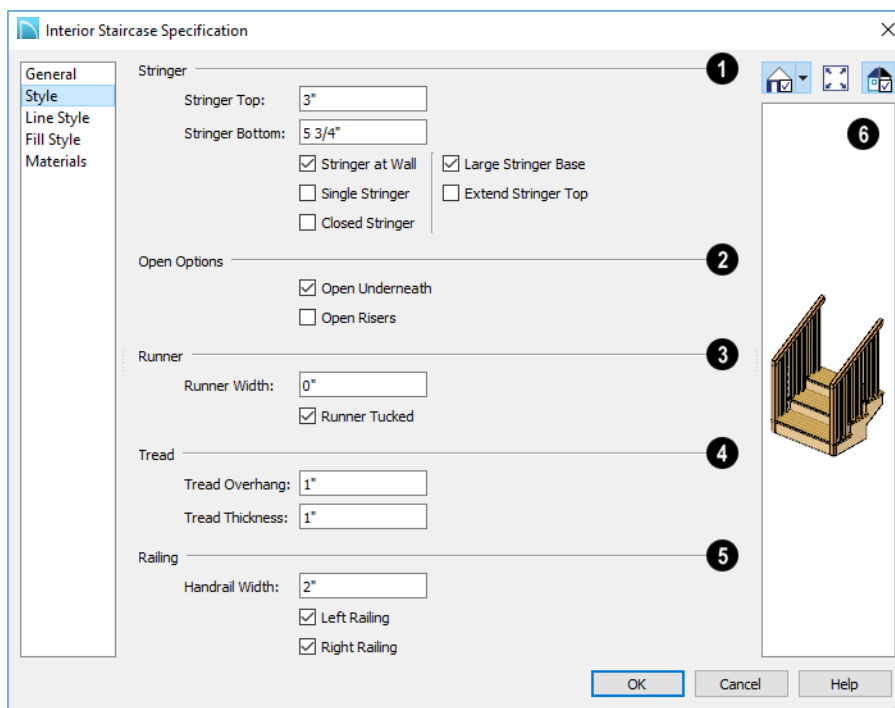 Interior Staircase Specification
General
Style
Line Style
Fill Style
Materials
Stringer 1
Stringer Top: 3"
Stringer Bottom: 5 3/4"
Stringer at Wall Large Stringer Base
Single Stringer Extend Stringer Top
Closed Stringer
Open Options 2
Open Underneath
Open Risers
Runner 3
Runner Width: 0"
Runner Tucked
Tread 4
Tread Overhang: 1"
Tread Thickness: 1"
Railing 5
Handrail Width: 2"
Left Railing
Right Railing
6
OK Cancel Help